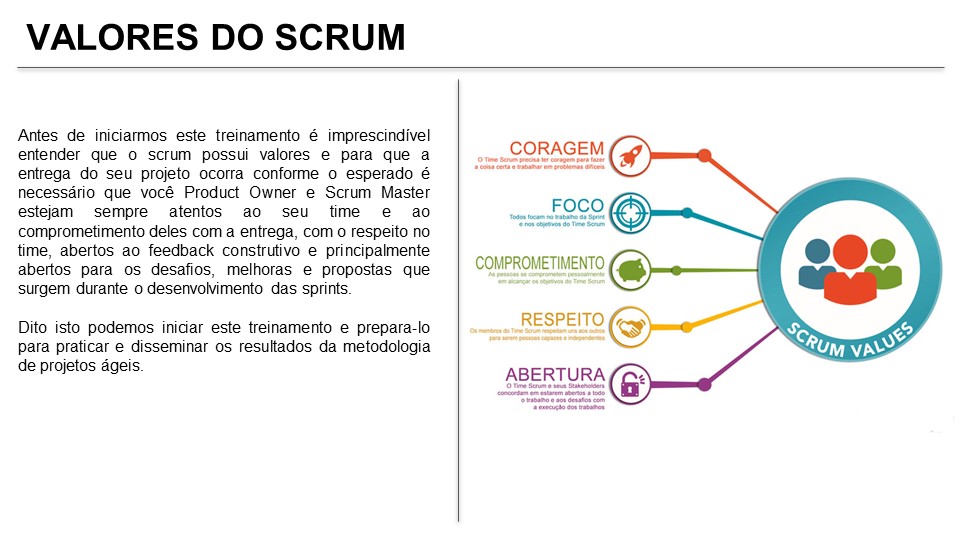 VALORES DO SCRUM
Antes de iniciarmos este treinamento é imprescindível
entender que o scrum possui valores e para que a
entrega do seu projeto ocorra conforme o esperado é
necessário que você Product Owner e Scrum Master
estejam sempre atentos ao seu time e ao
comprometimento deles com a entrega, com o respeito no
time, abertos ao feedback construtivo e principalmente
abertos para os desafios, melhoras e propostas que
surgem durante o desenvolvimento das sprints.
Dito isto podemos iniciar este treinamento e prepara-lo
para praticar e disseminar os resultados da metodologia
de projetos ágeis.
CORAGEM
O Time Scrum precisa ter coragem para fazer
a coisa certa e trabalhar em problemas difíceis
FOCO
Todos focam no trabalho da Sprint
e nos objetivos do Time Scrum
COMPROMETIMENTO
As pessoas se comprometem pessoalmente
em alcançar os objetivos do Time Scrum
RESPEITO
Os membros do Time Scrum respeitam uns aos outros
para serem pessoas capazes e independentes
ABERTURA
O Time Scrum e seus Stakeholders
concordam em estarem abertos a todo
o trabalho e aos desafios com
a execução dos trabalhos
SCRUM VALUES